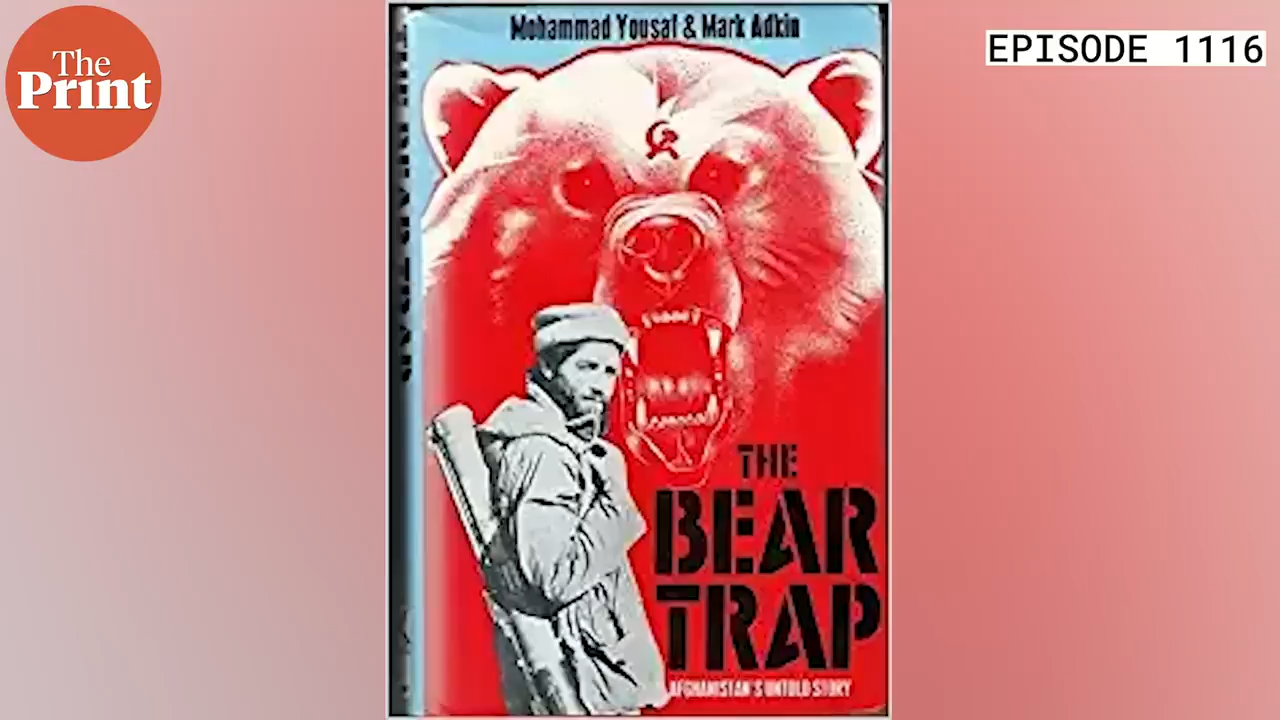 The
Print
EPISODE 1116
Mohammad Yousaf & Mark Adkin
THE
BEAR
TRAP
AFGHANISTAN'S UNTOLD STORY